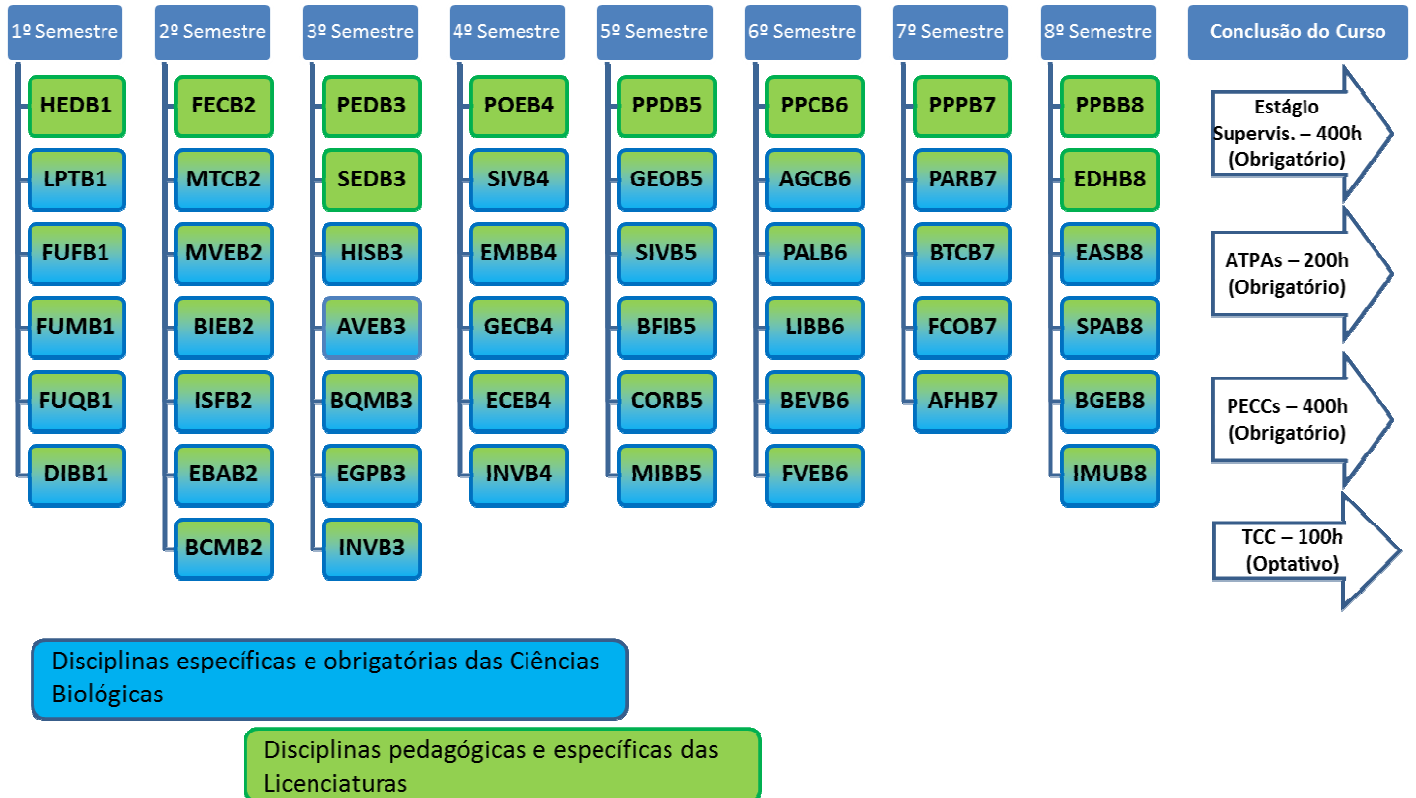 1º Semestre
2º Semestre
3º Semestre
4º Semestre
5º Semestre
6º Semestre
7º Semestre
8º Semestre
Conclusão do Curso
HEDB1
LPTB1
FUFB1
FUMB1
FUQB1
DIBB1
FECB2
MTCB2
MVEB2
BIEB2
ISFB2
EBAB2
BCMB2
PEDB3
SEDB3
HISB3
AVEB3
BQMB3
EGPB3
INVB3
POEB4
SIVB4
EMBB4
GECB4
ECEB4
INVB4
PPDB5
GEOB5
SIVB5
BFIB5
CORB5
MIBB5
PPCB6
AGCB6
PALB6
LIBB6
BEVB6
FVEB6
PPPB7
PARB7
BTCB7
FCOB7
AFHB7
PPBB8
EDHB8
EASB8
SPAB8
BGEB8
IMUB8
Estágio
Supervis. – 400h
(Obrigatório)
ATPAs – 200h
(Obrigatório)
PECCs – 400h
(Obrigatório)
TCC – 100h
(Optativo)
Disciplinas específicas e obrigatórias das Ciências
Biológicas
Disciplinas pedagógicas e específicas das
Licenciaturas